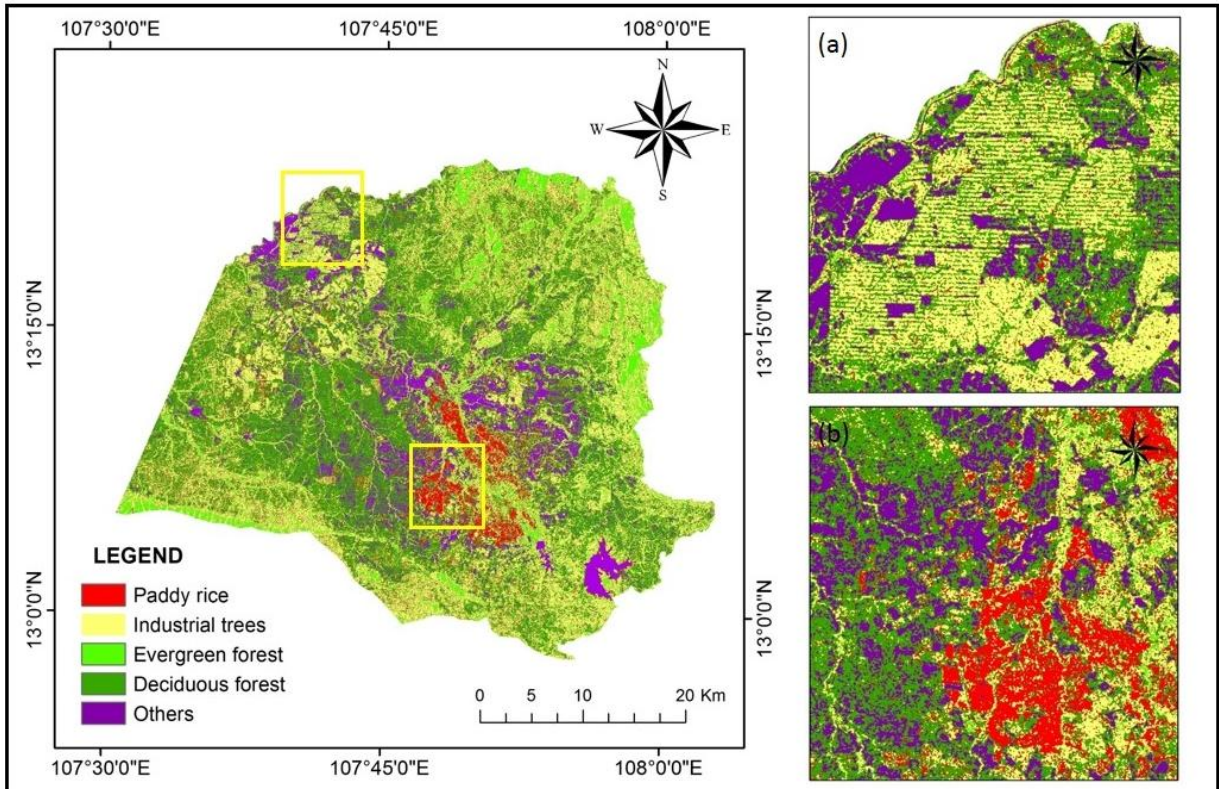 107°30'0"E
107°45'0"E
108°0'0"E
N
W
E
S
13°15'0"N
13°15'0"N
13°0'0"N
13°0'0"N
LEGEND
Paddy rice
Industrial trees
Evergreen forest
Deciduous forest
Others
0 5 10 20 Km
107°30'0"E
107°45'0"E
108°0'0"E
(a)
(b)